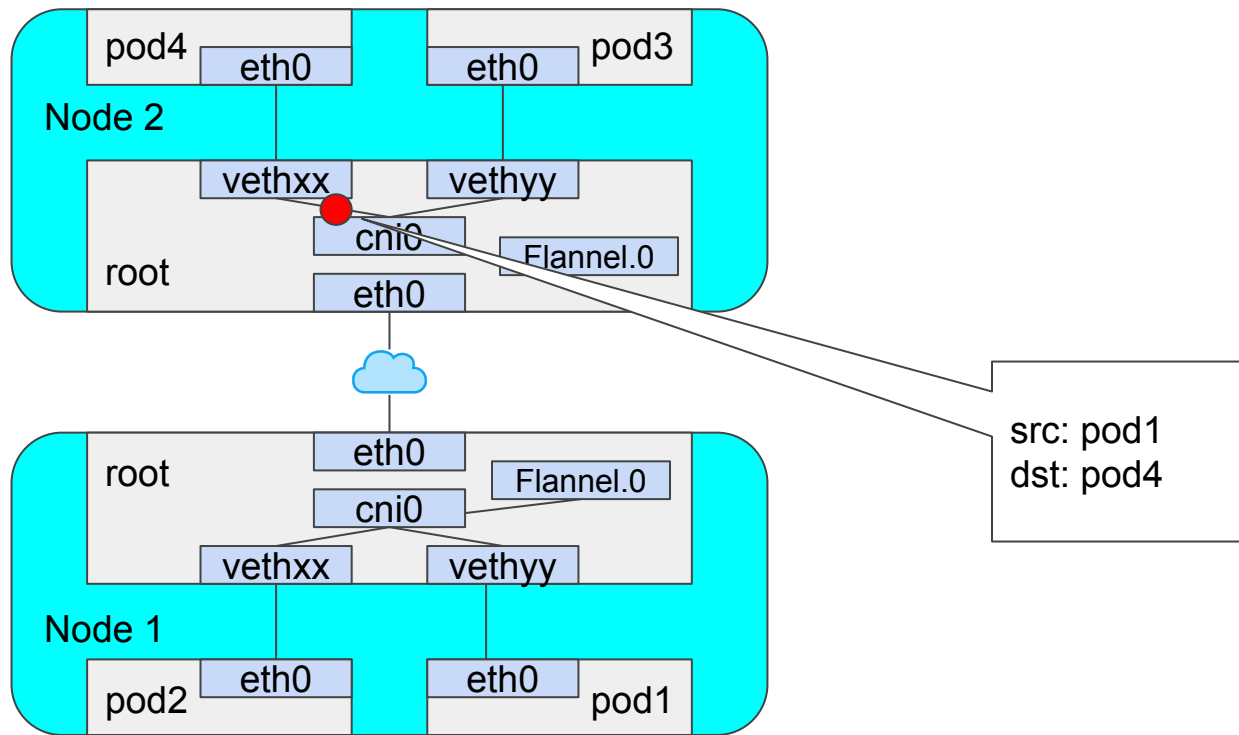 pod4
eth0
eth0
pod3
Node 2
vethxx
vethyy
cni0
Flannel.0
root
eth0
src: pod1
dst: pod4
eth0
root
Flannel.0
cni0
vethxx
vethyy
Node 1
eth0
eth0
pod2
pod1